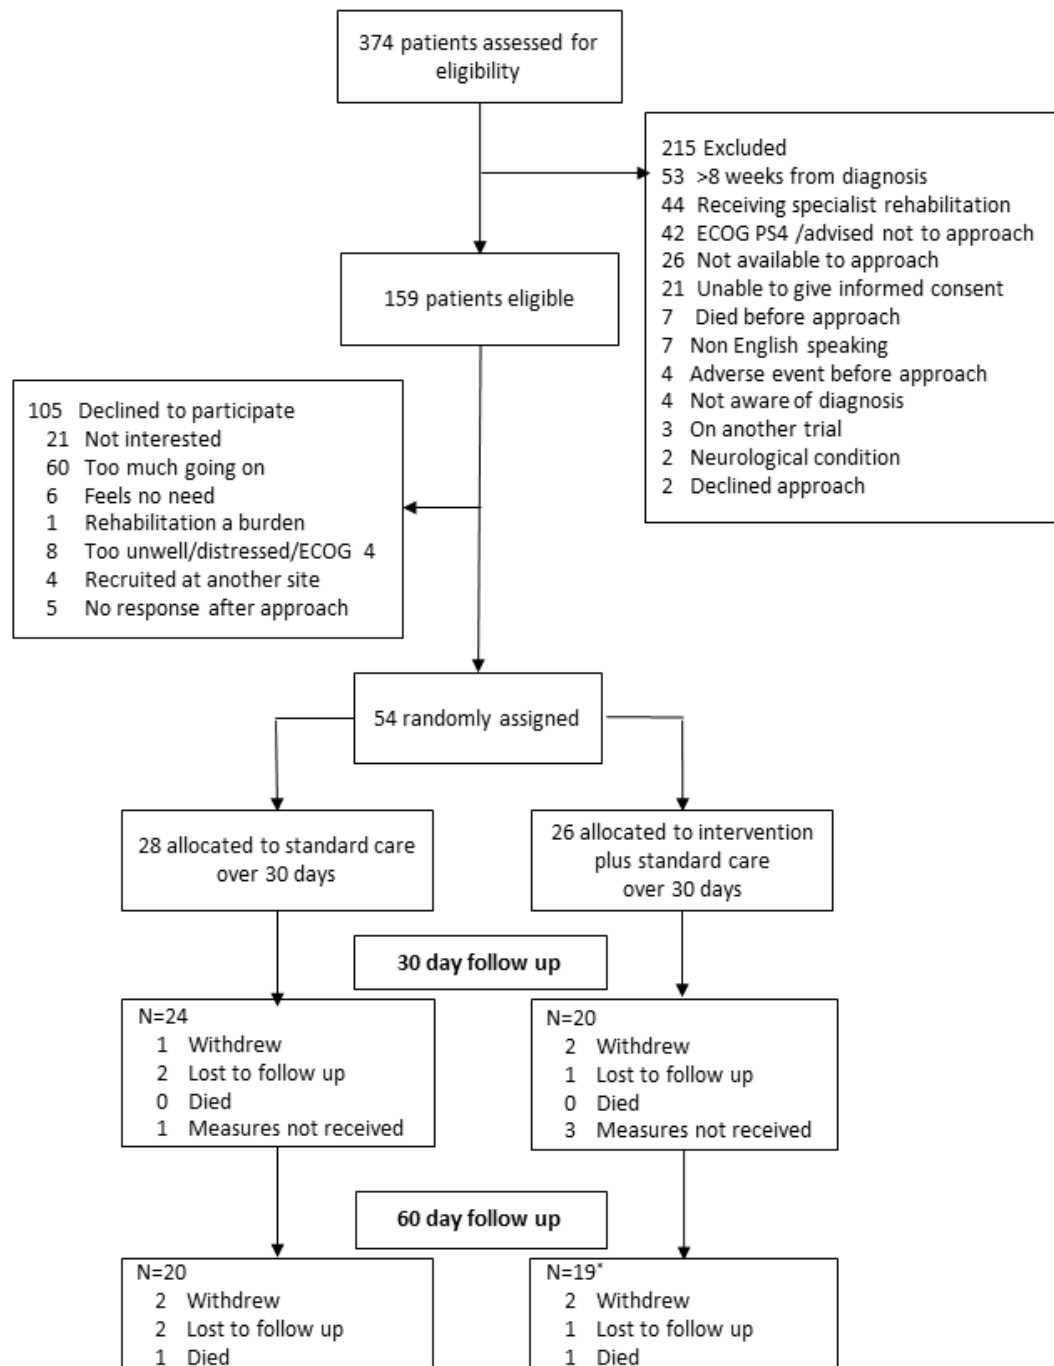 374 patients assessed for
eligibility
215 Excluded
53 >8 weeks from diagnosis
44 Receiving specialist rehabilitation
42 ECOG PS4 /advised not to approach
26 Not available to approach
21 Unable to give informed consent
7 Died before approach
7 Non English speaking
4 Adverse event before approach
4 Not aware of diagnosis
3 On another trial
2 Neurological condition
2 Declined approach
159 patients eligible
105 Declined to participate
21 Not interested
60 Too much going on
6 Feels no need
1 Rehabilitation a burden
8 Too unwell/distressed/ECOG 4
4 Recruited at another site
5 No response after approach
54 randomly assigned
28 allocated to standard care
over 30 days
26 allocated to intervention
plus standard care
over 30 days
30 day follow up
N=24
1 Withdrew
2 Lost to follow up
0 Died
1 Measures not received
N=20
2 Withdrew
1 Lost to follow up
0 Died
3 Measures not received
60 day follow up
N=20
2 Withdrew
2 Lost to follow up
1 Died
N=19*
2 Withdrew
1 Lost to follow up
1 Died